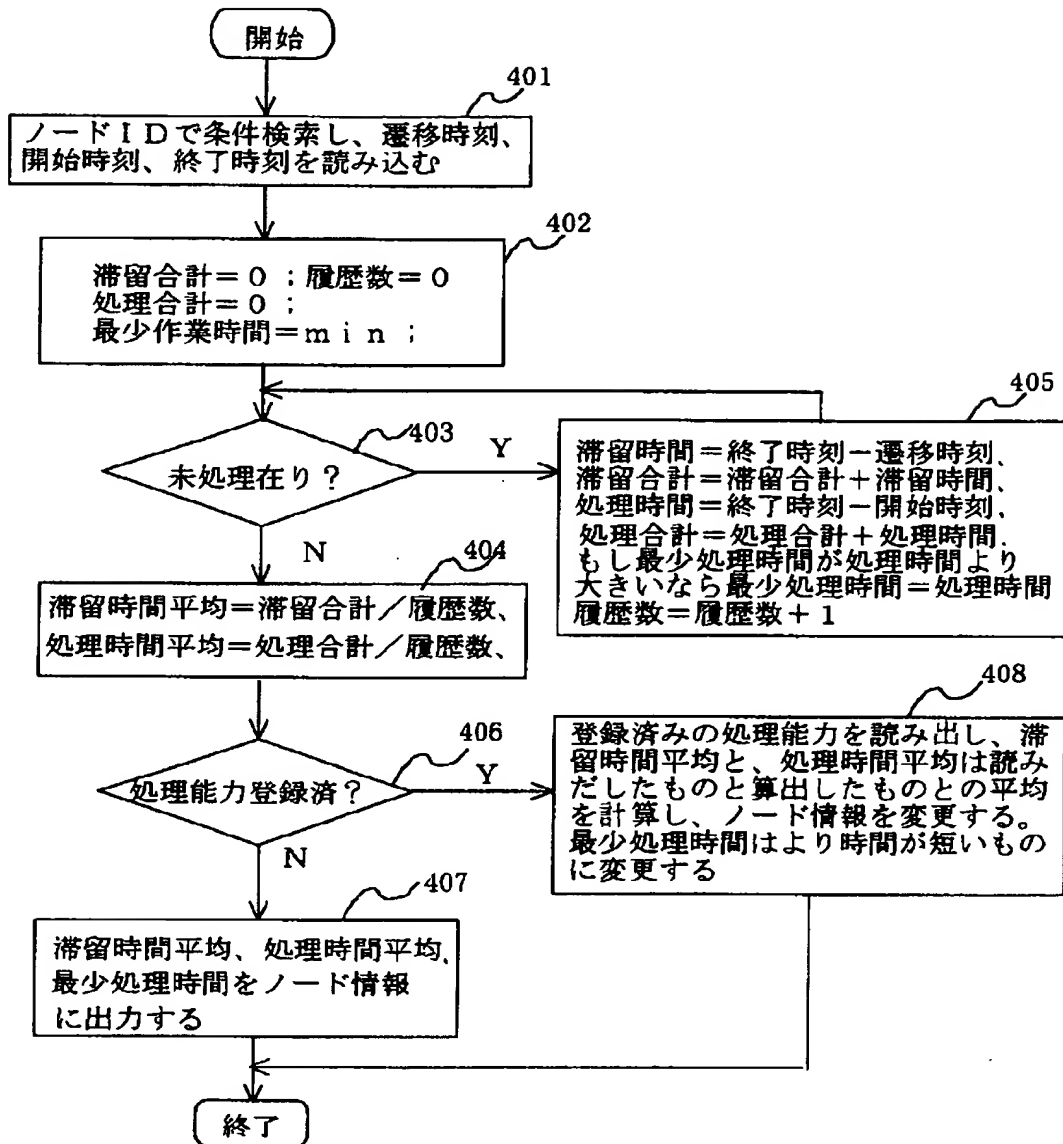 開始
401
ノードＩＤで条件検索し、遷移時刻、
開始時刻、終了時刻を読み込む
402
滞留合計＝０；履歴数＝０
処理合計＝０；
最少作業時間＝ｍｉｎ；
403
未処理在り？
Y
N
405
滞留時間＝終了時刻－遷移時刻、
滞留合計＝滞留合計＋滞留時間、
処理時間＝終了時刻－開始時刻、
処理合計＝処理合計＋処理時間、
もし最少処理時間が処理時間より
大きいなら最少処理時間＝処理時間
履歴数＝履歴数＋１
404
滞留時間平均＝滞留合計／履歴数、
処理時間平均＝処理合計／履歴数、
406
処理能力登録済？
Y
N
408
登録済みの処理能力を読み出し、滞
留時間平均と、処理時間平均は読み
だしたものと算出したものとの平均
を計算し、ノード情報を変更する。
最少処理時間はより時間が短いもの
に変更する
407
滞留時間平均、処理時間平均、
最少処理時間をノード情報
に出力する
終了